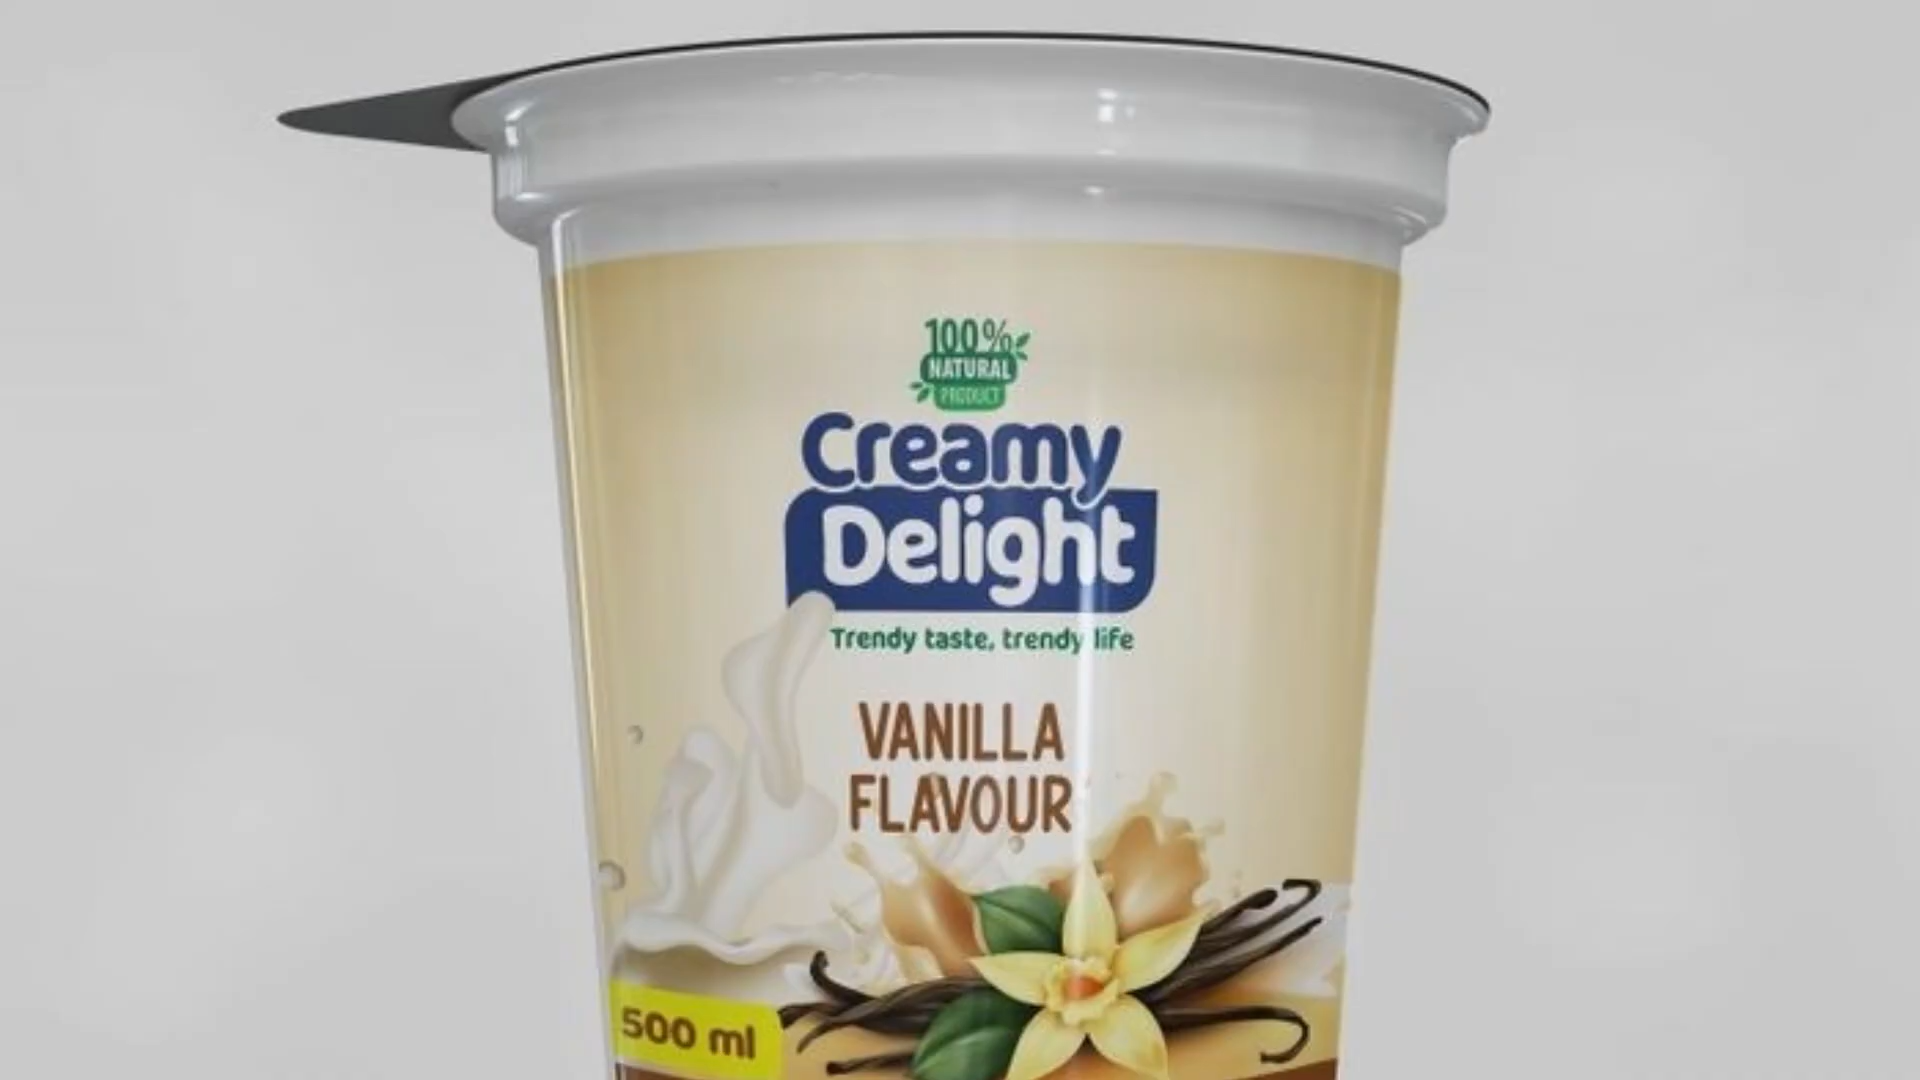 100%
NATURAL
PRODUCT
Creamy
Delight
Trendy taste, trendy life
VANILLA
FLAVOUR
500 ml